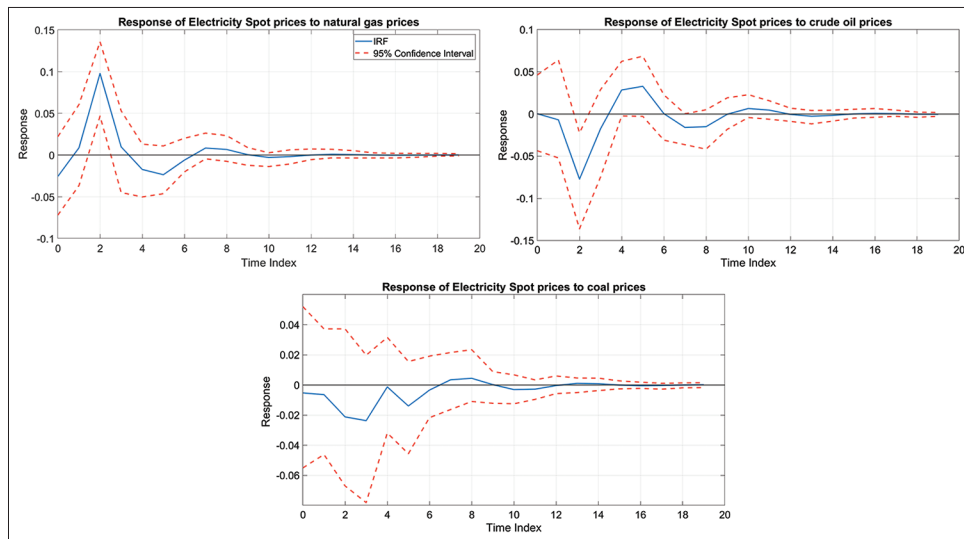 Response of Electricity Spot prices to natural gas prices
0.15
0.1
0.05
0
0.05
-0.1
Response
0 2 4 6 8 10 12 14 16 18 20
Time Index
IRF
95% Confidence Interval
Response of Electricity Spot prices to crude oil prices
0.1
0.05
0
-0.05
-0.1
-0.15
Response
0 2 4 6 8 10 12 14 16 18 20
Time Index
Response of Electricity Spot prices to coal prices
0.04
0.02
0
-0.02
-0.04
-0.06
Response
0 2 4 6 8 10 12 14 16 18 20
Time Index